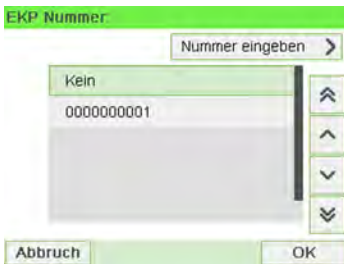 EKP Nummer:
Nummer eingeben
Kein
0000000001
Abbruch
OK